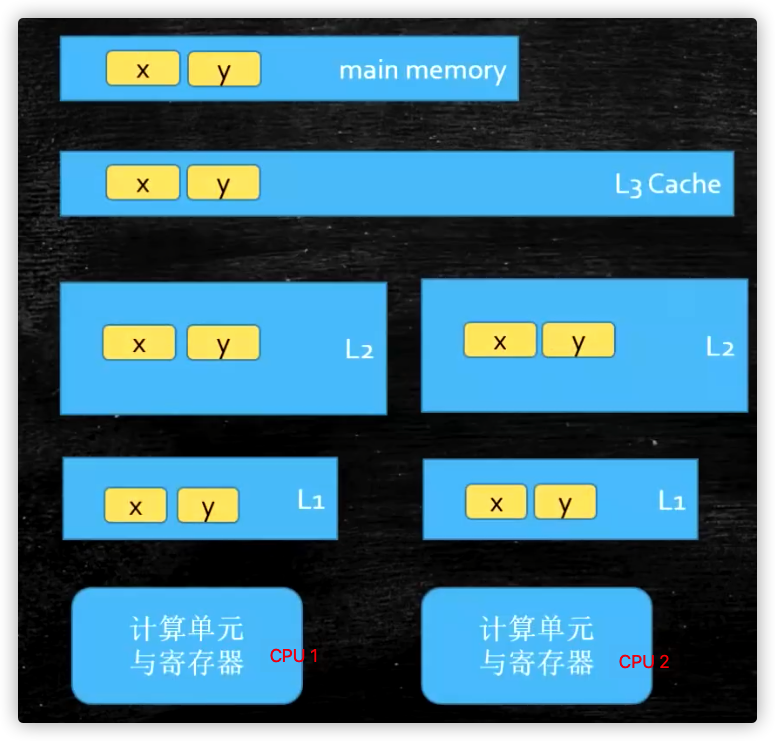 x y main memory
x y L3 Cache
x y L2
x y L2
x y L1
x y L1
计算单元
与寄存器
CPU 1
计算单元
与寄存器
CPU 2